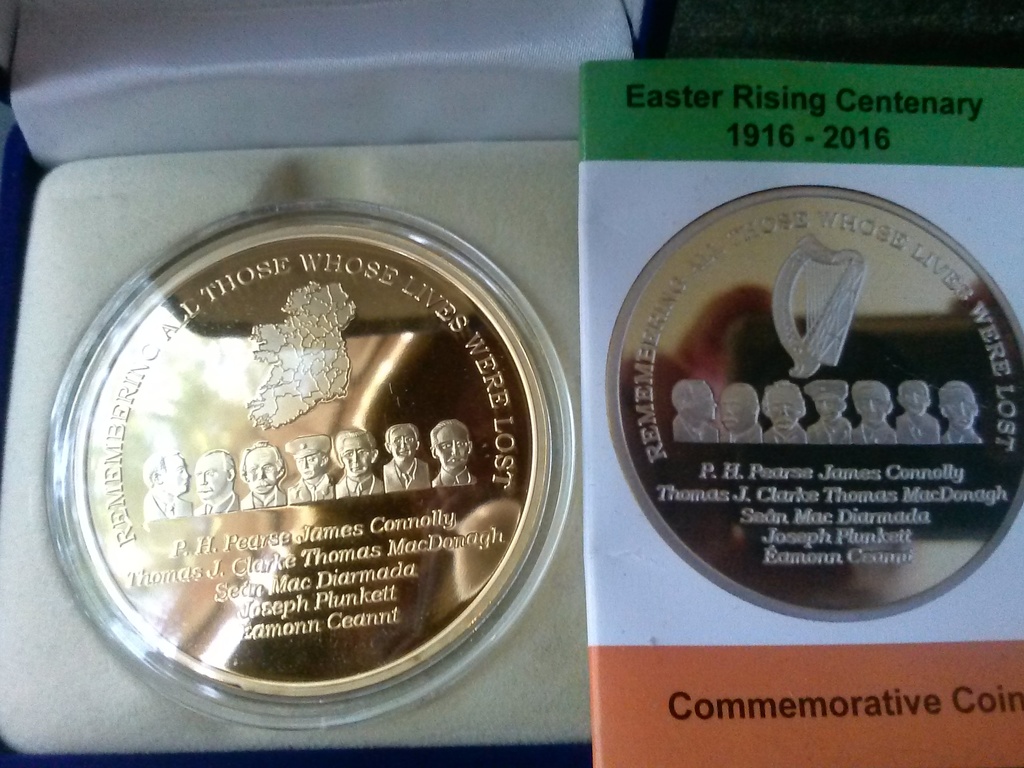 REMEMBERING ALL THOSE WHOSE LIVES WERE LOST
P. H. Pearse James Connolly
Thomas J. Clarke Thomas MacDonagh
Seán Mac Diarmada
Joseph Plunkett
Éamonn Ceannt
Easter Rising Centenary
1916 - 2016
REMEMBERING ALL THOSE WHOSE LIVES WERE LOST
P. H. Pearse James Connolly
Thomas J. Clarke Thomas MacDonagh
Seán Mac Diarmada
Joseph Plunkett
Éamonn Ceannt
Commemorative Coin